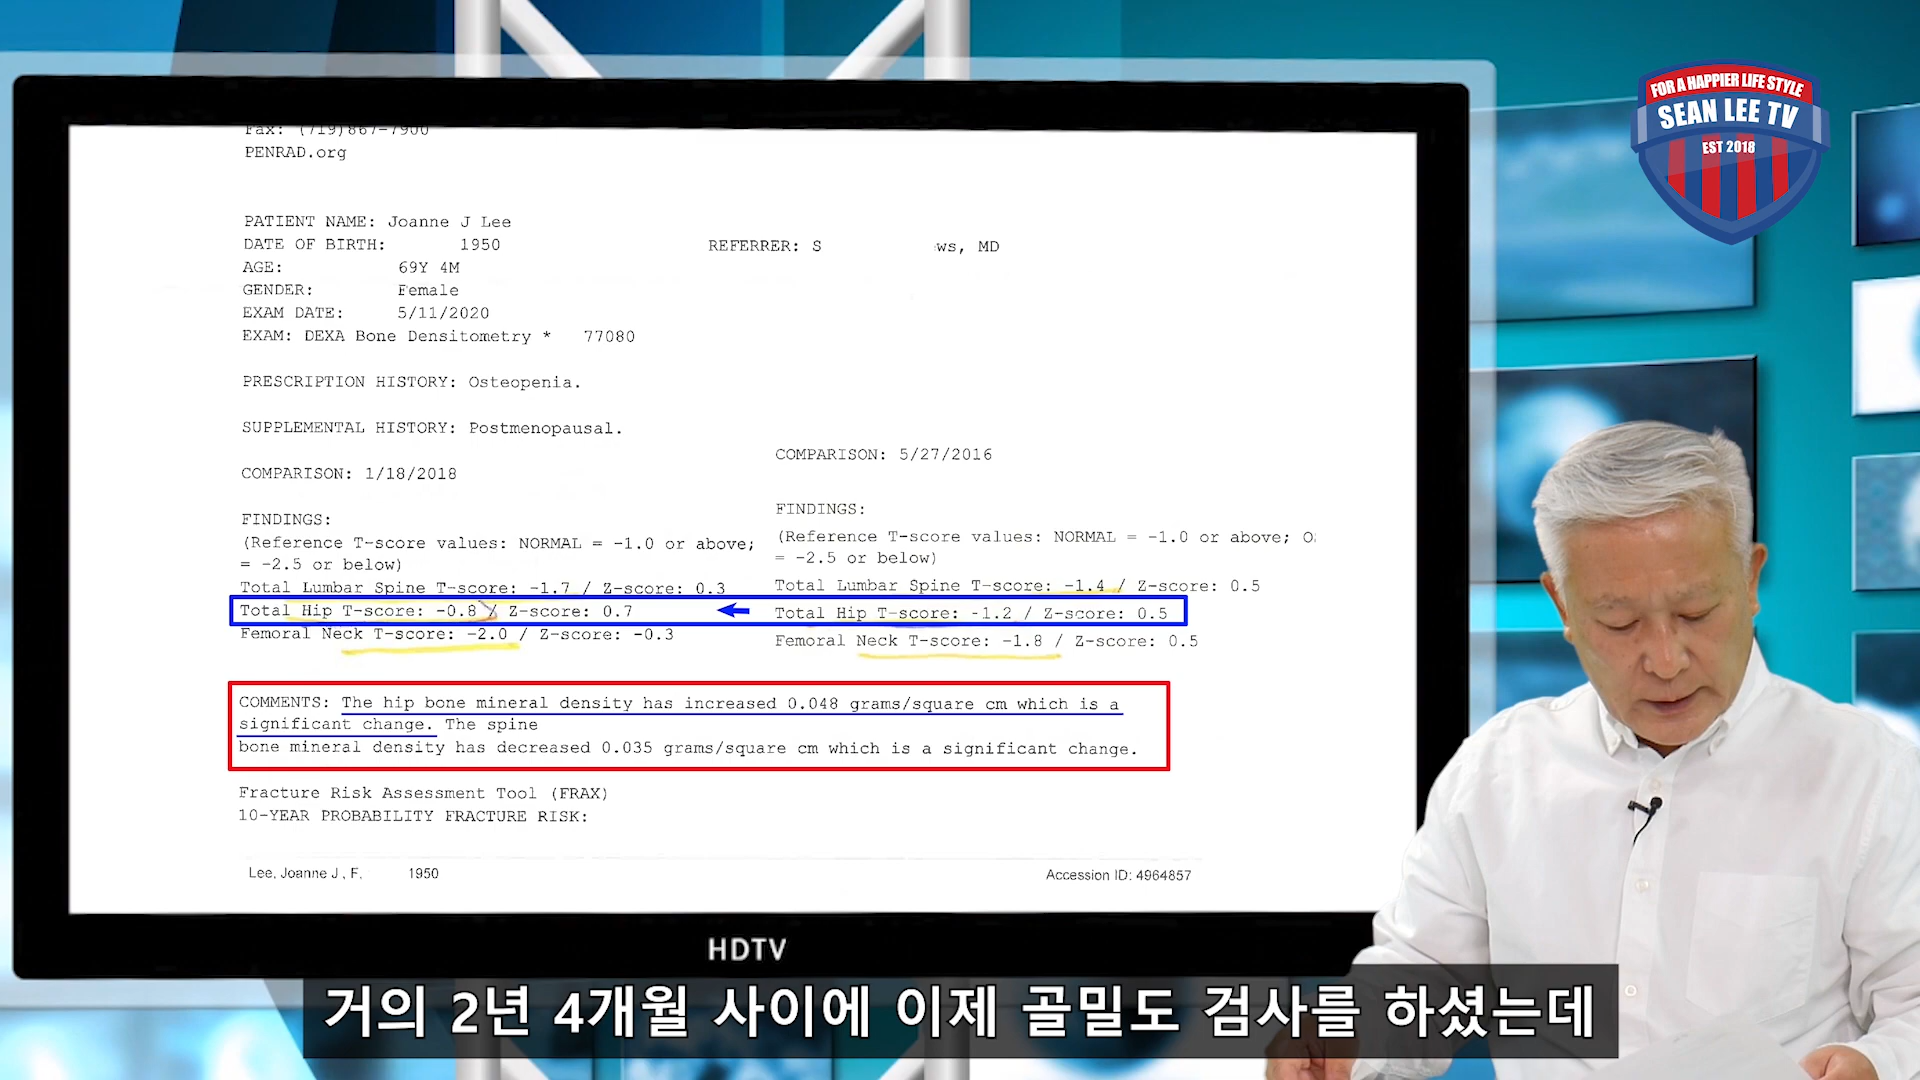 FOR A HAPPIER LIFE STYLE
SEAN LEE TV
EST 2018
Fax: (719)867-7900
PENRAD.org
PATIENT NAME: Joanne J Lee
DATE OF BIRTH: 1950
REFERRER: S ws, MD
AGE: 69Y 4M
GENDER: Female
EXAM DATE: 5/11/2020
EXAM: DEXA Bone Densitometry * 77080
PRESCRIPTION HISTORY: Osteopenia.
SUPPLEMENTAL HISTORY: Postmenopausal.
COMPARISON: 1/18/2018
FINDINGS:
(Reference T-score values: NORMAL = -1.0 or above;
= -2.5 or below)
Total Lumbar Spine T-score: -1.7 / Z-score: 0.3
Total Hip T-score: -0.8 / Z-score: 0.7
Femoral Neck T-score: -2.0 / Z-score: -0.3
COMPARISON: 5/27/2016
FINDINGS:
(Reference T-score values: NORMAL = -1.0 or above; O
= -2.5 or below)
Total Lumbar Spine T-score: -1.4 / Z-score: 0.5
Total Hip T-score: -1.2 / Z-score: 0.5
Femoral Neck T-score: -1.8 / Z-score: 0.5
COMMENTS: The hip bone mineral density has increased 0.048 grams/square cm which is a
significant change. The spine
bone mineral density has decreased 0.035 grams/square cm which is a significant change.
Fracture Risk Assessment Tool (FRAX)
10-YEAR PROBABILITY FRACTURE RISK:
Lee, Joanne J , F, 1950
Accession ID: 4964857
HDTV
거의 2년 4개월 사이에 이제 골밀도 검사를 하셨는데